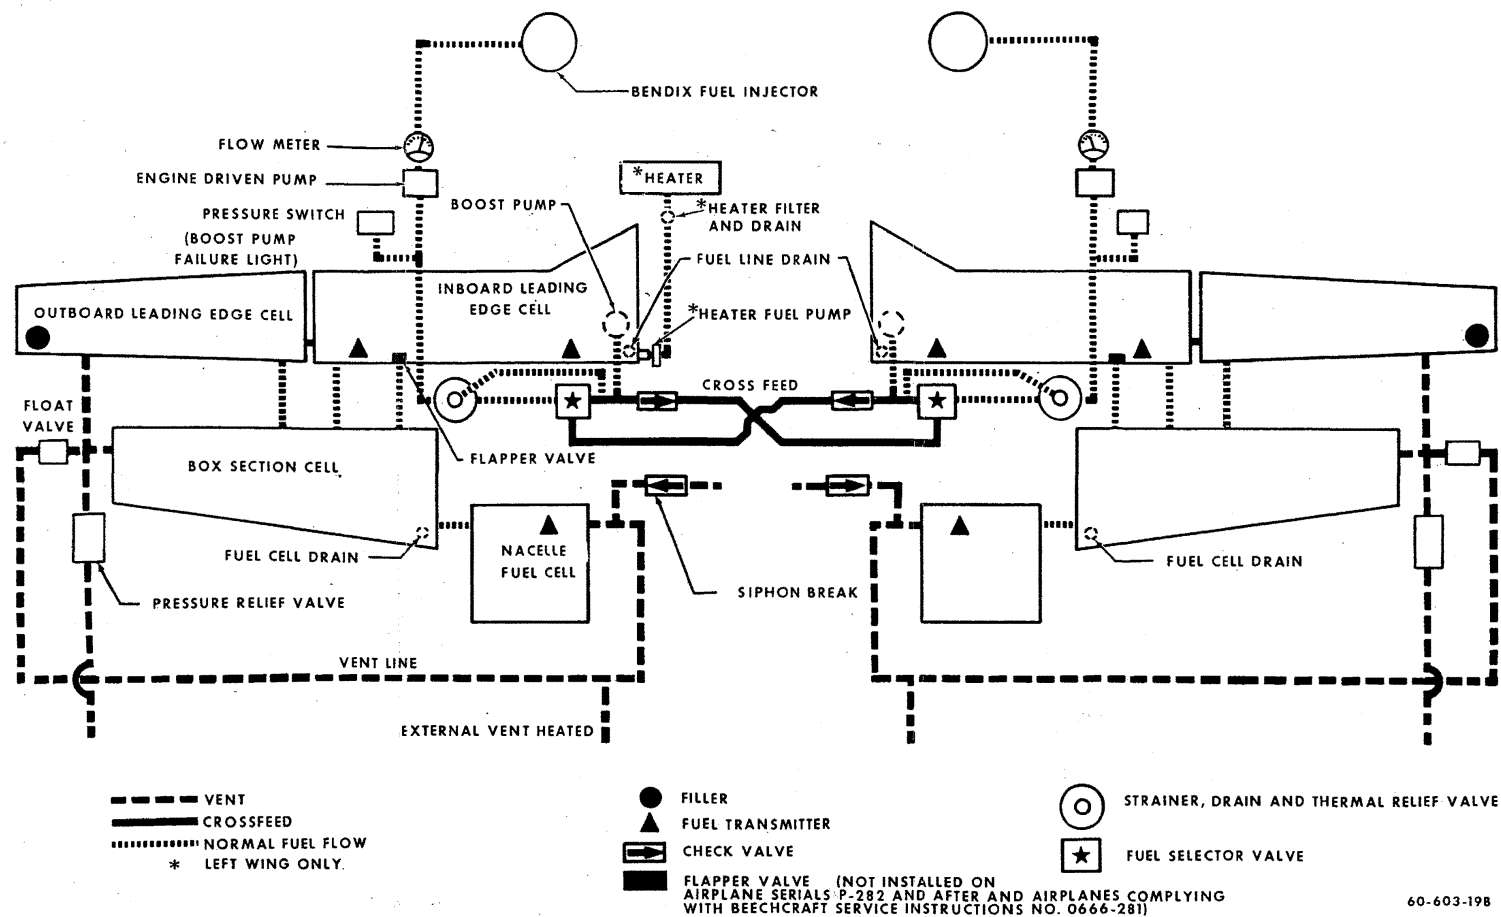 BENDIX FUEL INJECTOR
FLOW METER
ENGINE DRIVEN PUMP
*HEATER
BOOST PUMP
*HEATER FILTER
AND DRAIN
PRESSURE SWITCH
(BOOST PUMP
FAILURE LIGHT)
FUEL LINE DRAIN
INBOARD LEADING
EDGE CELL
OUTBOARD LEADING EDGE CELL
*HEATER FUEL PUMP
CROSS FEED
FLOAT
VALVE
FLAPPER VALVE
BOX SECTION CELL
FUEL CELL DRAIN
NACELLE
FUEL CELL
FUEL CELL DRAIN
SIPHON BREAK
PRESSURE RELIEF VALVE
VENT LINE
EXTERNAL VENT HEATED
VENT
CROSSFEED
NORMAL FUEL FLOW
* LEFT WING ONLY.
FILLER
FUEL TRANSMITTER
CHECK VALVE
FLAPPER VALVE (NOT INSTALLED ON
AIRPLANE SERIALS P-282 AND AFTER AND AIRPLANES COMPLYING
WITH BEECHCRAFT SERVICE INSTRUCTIONS NO. 0666-281)
STRAINER, DRAIN AND THERMAL RELIEF VALVE
FUEL SELECTOR VALVE
60-603-19B